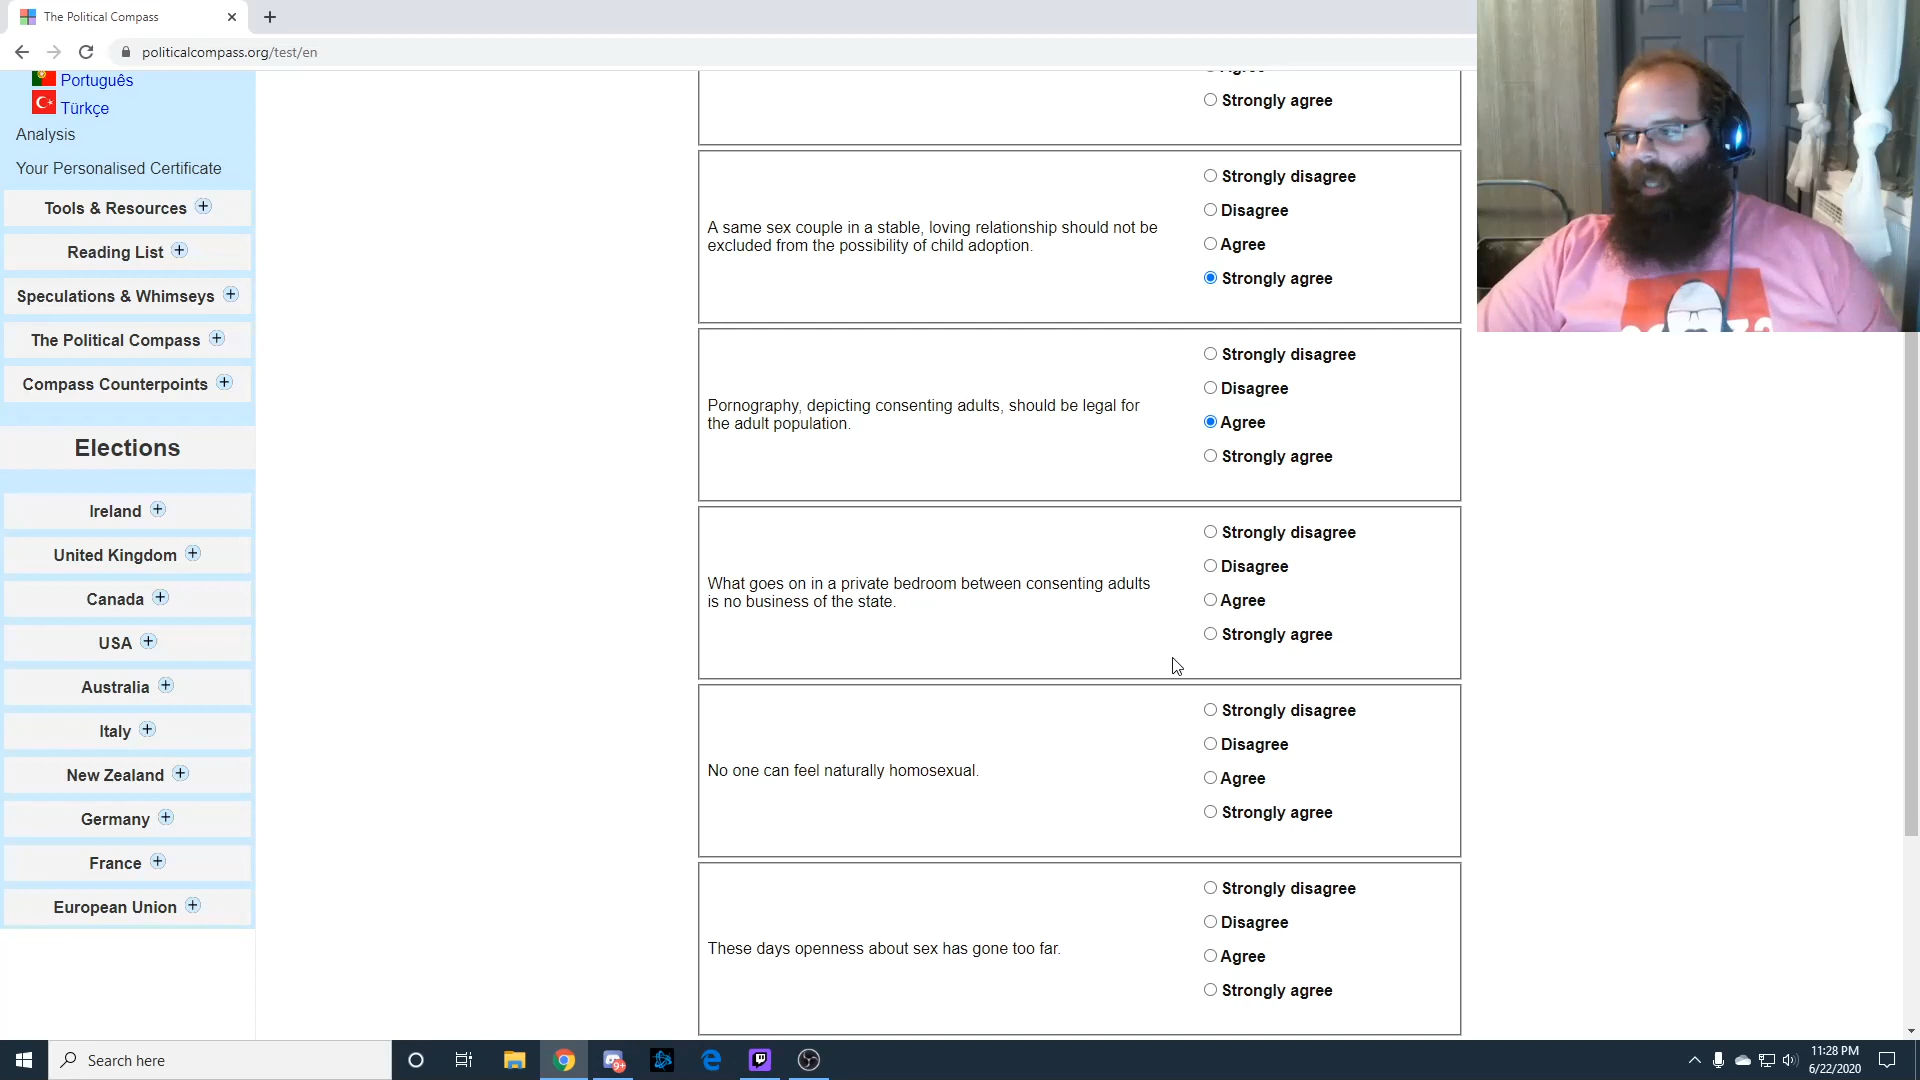 The Political Compass
politicalcompass.org/test/en
Português
Türkçe
Analysis
Your Personalised Certificate
Tools & Resources
Reading List
Speculations & Whimseys
The Political Compass
Compass Counterpoints
Elections
Ireland
United Kingdom
Canada
USA
Australia
Italy
New Zealand
Germany
France
European Union
Agree
Strongly agree
A same sex couple in a stable, loving relationship should not be
excluded from the possibility of child adoption.
Strongly disagree
Disagree
Agree
Strongly agree
Pornography, depicting consenting adults, should be legal for
the adult population.
Strongly disagree
Disagree
Agree
Strongly agree
What goes on in a private bedroom between consenting adults
is no business of the state.
Strongly disagree
Disagree
Agree
Strongly agree
No one can feel naturally homosexual.
Strongly disagree
Disagree
Agree
Strongly agree
These days openness about sex has gone too far.
Strongly disagree
Disagree
Agree
Strongly agree
Search here
9+
11:28 PM
6/22/2020